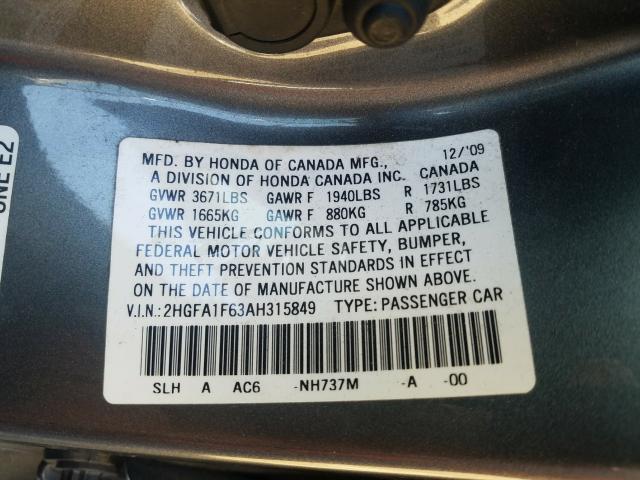 MFD. BY HONDA OF CANADA MFG., 12/'09
A DIVISION OF HONDA CANADA INC. CANADA
GVWR 3671LBS GAWR F 1940LBS R 1731LBS
GVWR 1665KG GAWR F 880KG R 785KG
THIS VEHICLE CONFORMS TO ALL APPLICABLE
FEDERAL MOTOR VEHICLE SAFETY, BUMPER,
AND THEFT PREVENTION STANDARDS IN EFFECT
ON THE DATE OF MANUFACTURE SHOWN ABOVE.
V.I.N.: 2HGFA1F63AH315849 TYPE: PASSENGER CAR
SLH A AC6 -NH737M -A -00